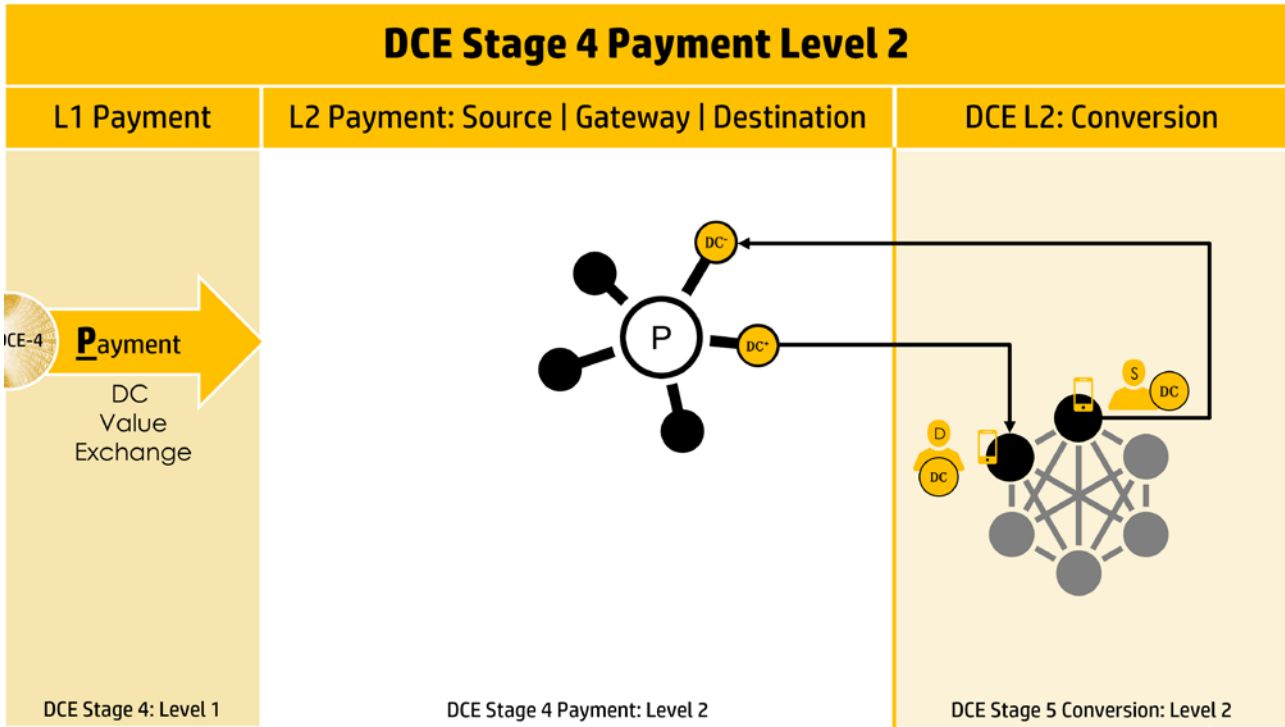 DCE Stage 4 Payment Level 2
L1 Payment
L2 Payment: Source | Gateway | Destination
DCE L2: Conversion
DC-
P
DC+
CE-4
Payment
DC
Value
Exchange
S
DC
D
DC
DCE Stage 4: Level 1
DCE Stage 4 Payment: Level 2
DCE Stage 5 Conversion: Level 2